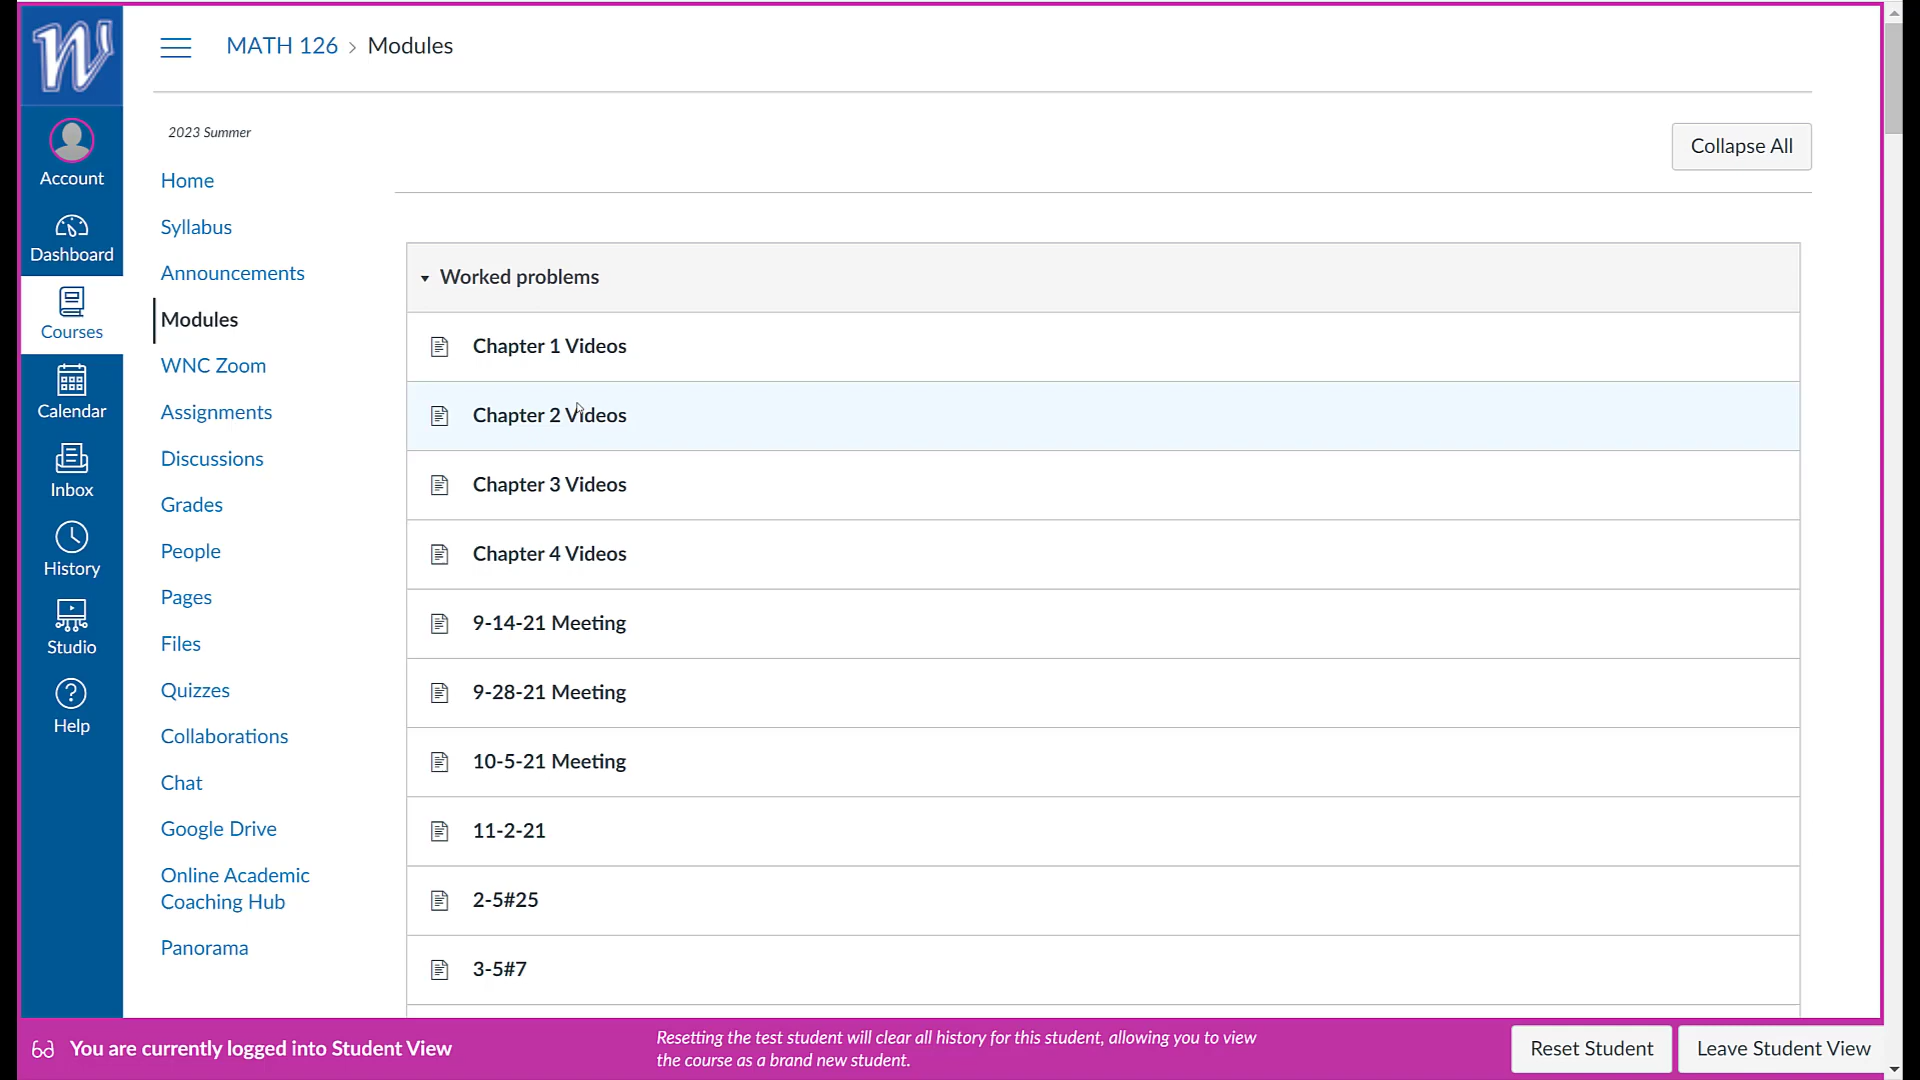 W
MATH 126 > Modules
Account
Dashboard
Courses
Calendar
Inbox
History
Studio
Help
2023 Summer
Home
Syllabus
Announcements
Modules
WNC Zoom
Assignments
Discussions
Grades
People
Pages
Files
Quizzes
Collaborations
Chat
Google Drive
Online Academic
Coaching Hub
Panorama
Collapse All
Worked problems
Chapter 1 Videos
Chapter 2 Videos
Chapter 3 Videos
Chapter 4 Videos
9-14-21 Meeting
9-28-21 Meeting
10-5-21 Meeting
11-2-21
2-5#25
3-5#7
You are currently logged into Student View
Resetting the test student will clear all history for this student, allowing you to view
the course as a brand new student.
Reset Student
Leave Student View